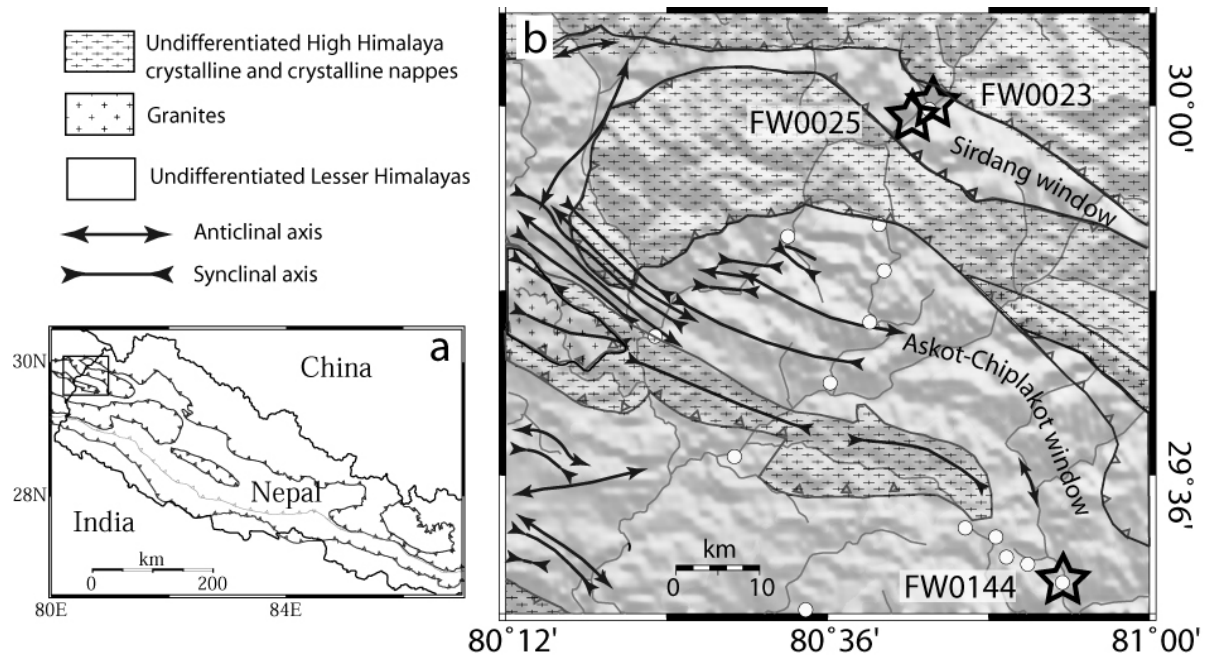 Undifferentiated High Himalaya
crystalline and crystalline nappes
Granites
Undifferentiated Lesser Himalayas
Anticlinal axis
Synclinal axis
a
30N
28N
China
Nepal
India
km
0 200
80E 84E
b
FW0023
FW0025
Sirdang window
Askot-Chiplakot window
km
0 10
FW0144
30°00'
29°36'
80°12' 80°36' 81°00'